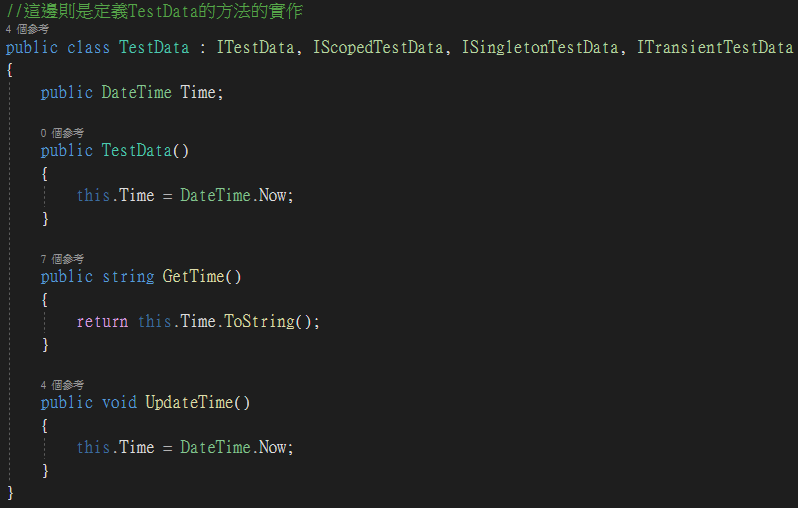 //這邊則是定義TestData的方法的實作
4 個參考
public class TestData : ITestData, IScopedTestData, ISingletonTestData, ITransientTestData
{
public DateTime Time;
0 個參考
public TestData()
{
this.Time = DateTime.Now;
}
7 個參考
public string GetTime()
{
return this.Time.ToString();
}
4 個參考
public void UpdateTime()
{
this.Time = DateTime.Now;
}
}